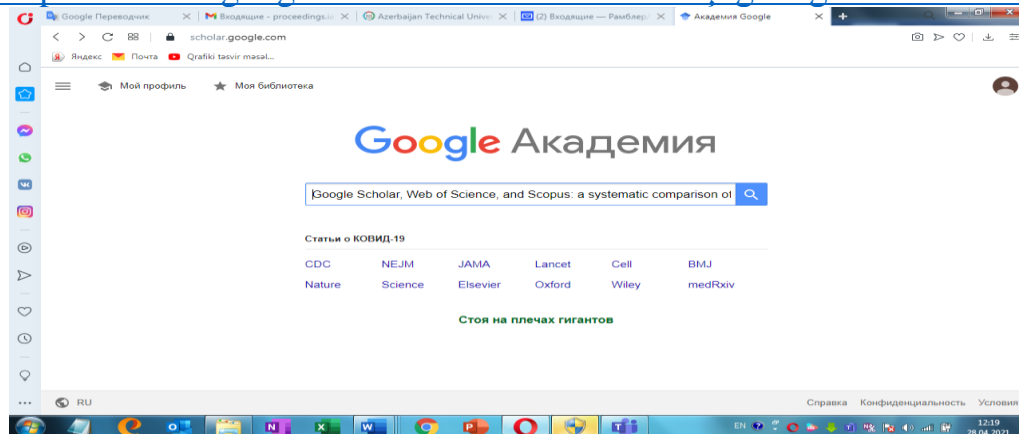 Google Переводчик
Входящие - proceedings.
Azerbaijan Technical Univer
(2) Входящие — Рамблер/
Академия Google
scholar.google.com
Яндекс Почта Qrafiki təsvir məsəl...
Мой профиль Моя библиотека
Google Академия
Google Scholar, Web of Science, and Scopus: a systematic comparison of
Статьи о КОВИД-19
CDC NEJM JAMA Lancet Cell BMJ
Nature Science Elsevier Oxford Wiley medRxiv
Стоя на плечах гигантов
RU Справка Конфиденциальность Условия
EN 12:19
28.04.2021